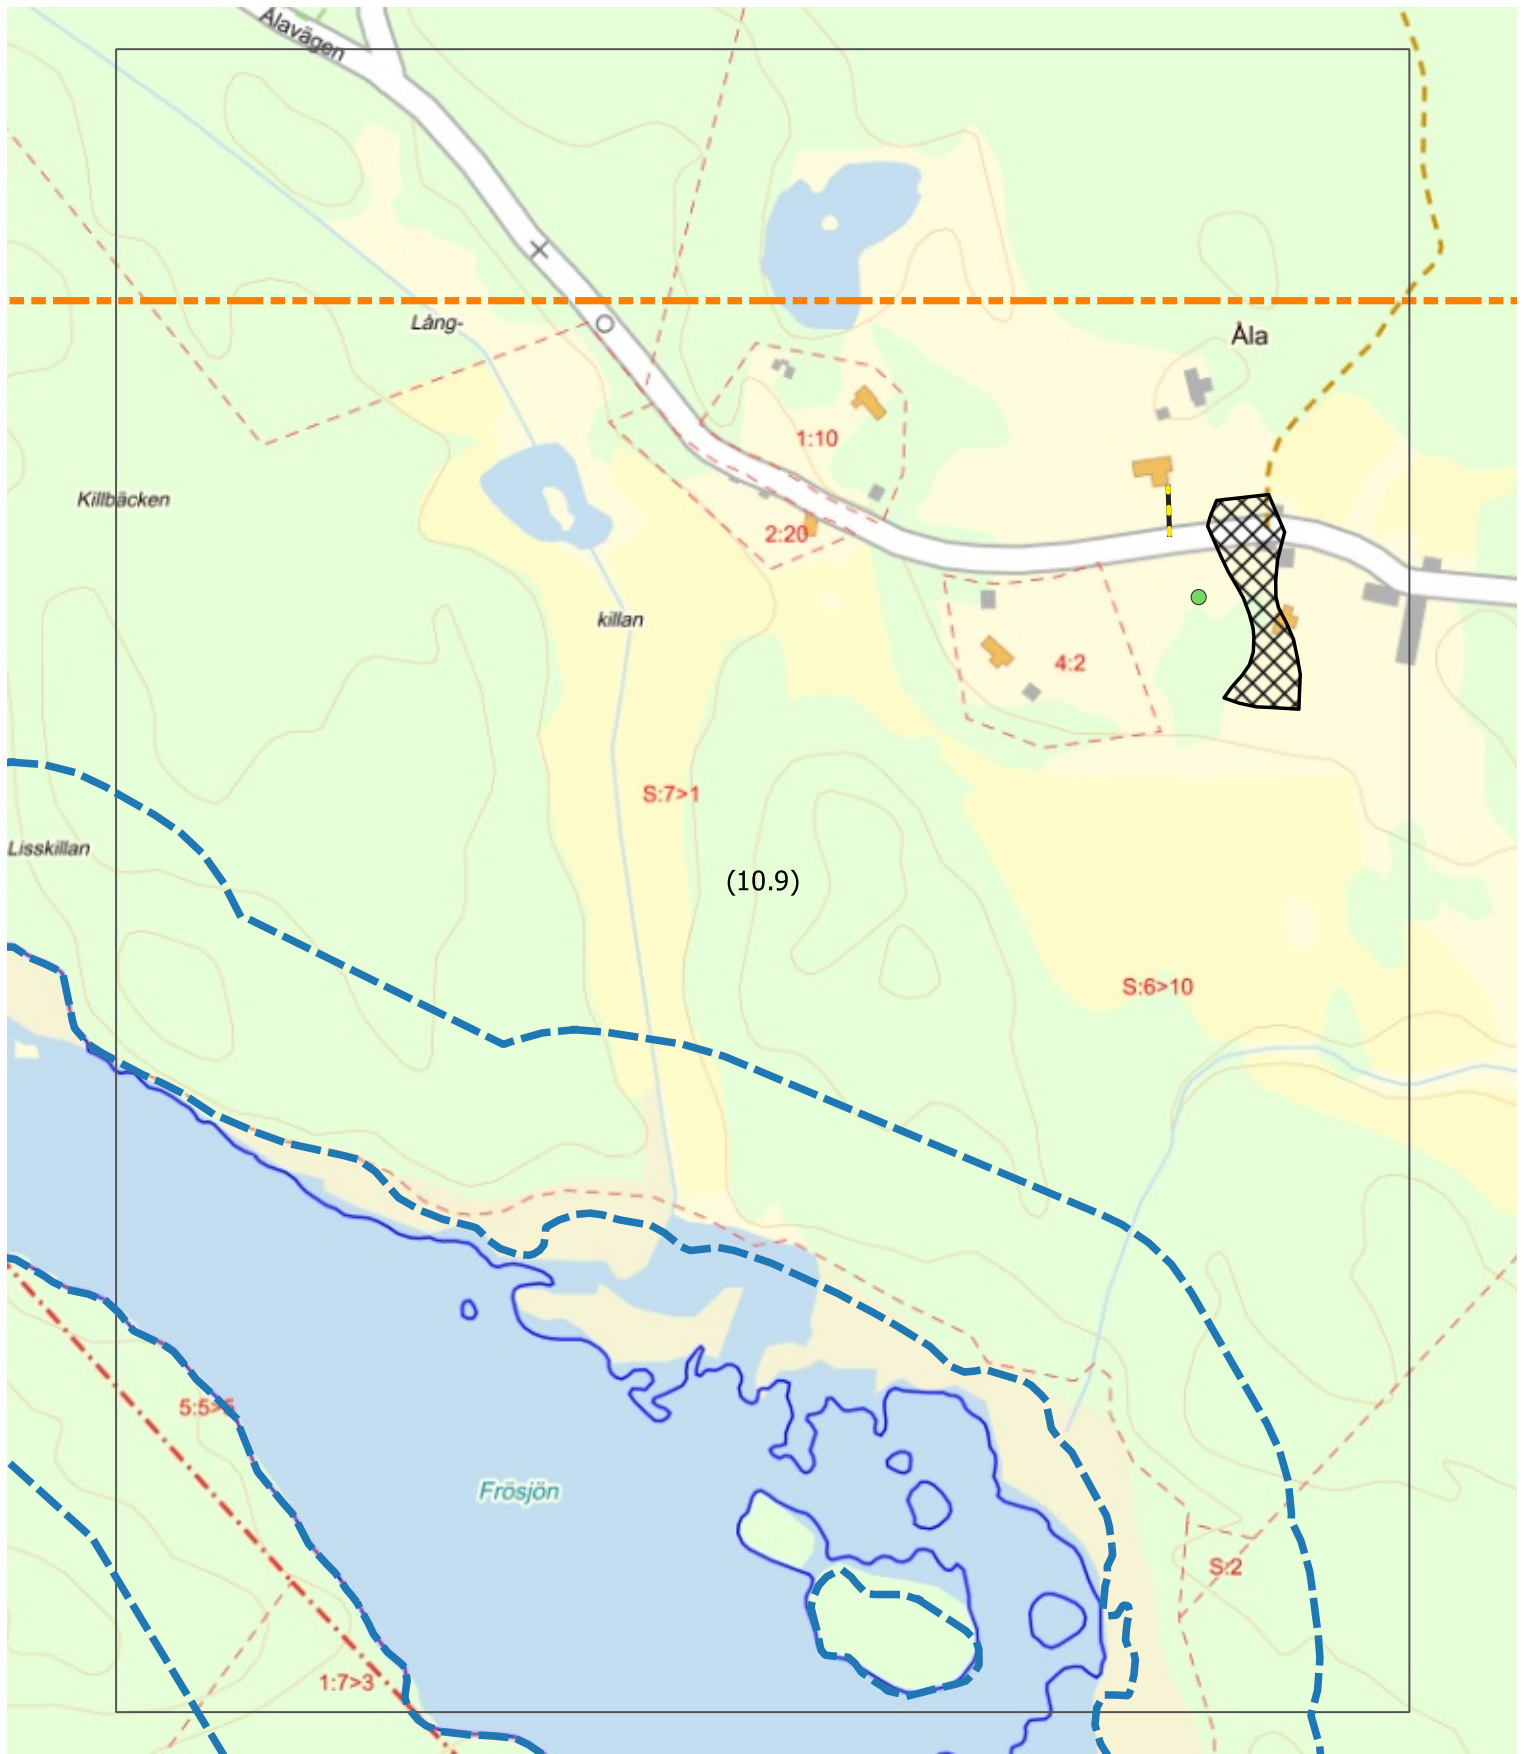 Ålavägen
Lång-
Åla
1:10
Killbäcken
2:20
killan
4:2
S:7>1
Lisskillan
(10.9)
S:6>10
5:5>5
Frösjön
S:2
1:7>3